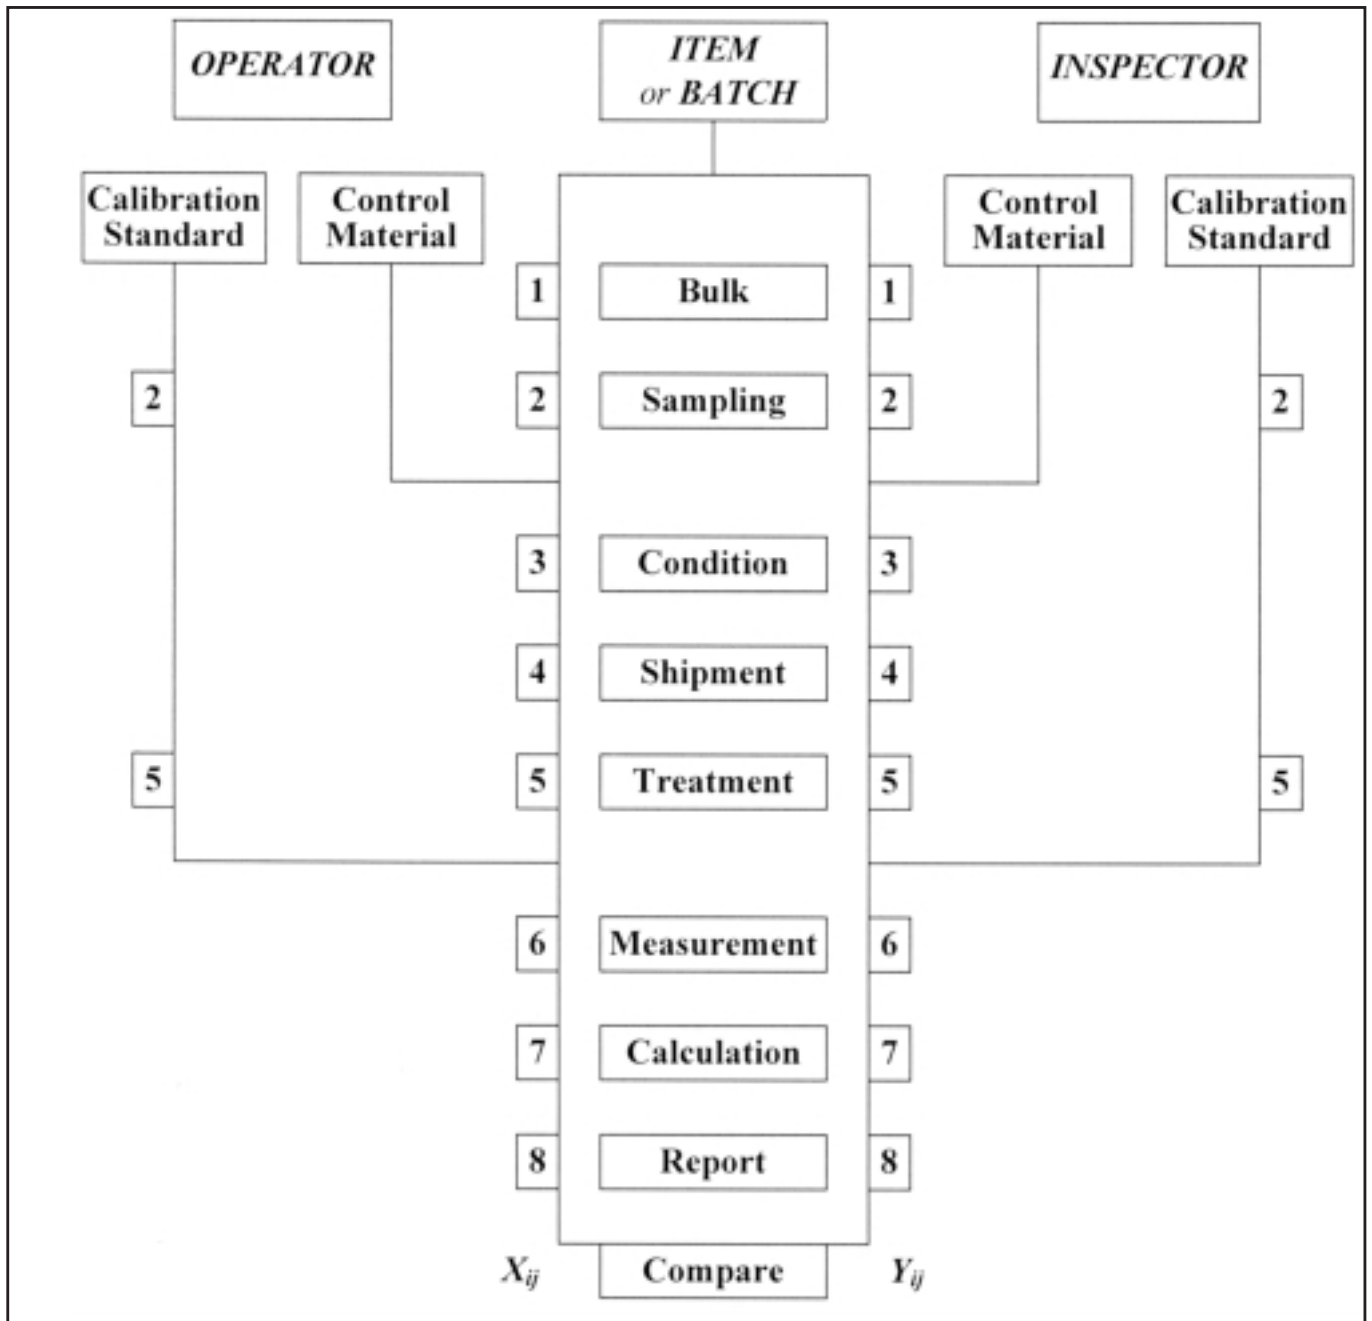 OPERATOR
ITEM
or BATCH
INSPECTOR
Calibration
Standard
Control
Material
Control
Material
Calibration
Standard
1 Bulk 1
2 2 Sampling 2 2
3 Condition 3
4 Shipment 4
5 5 Treatment 5 5
6 Measurement 6
7 Calculation 7
8 Report 8
Xij Compare Yij